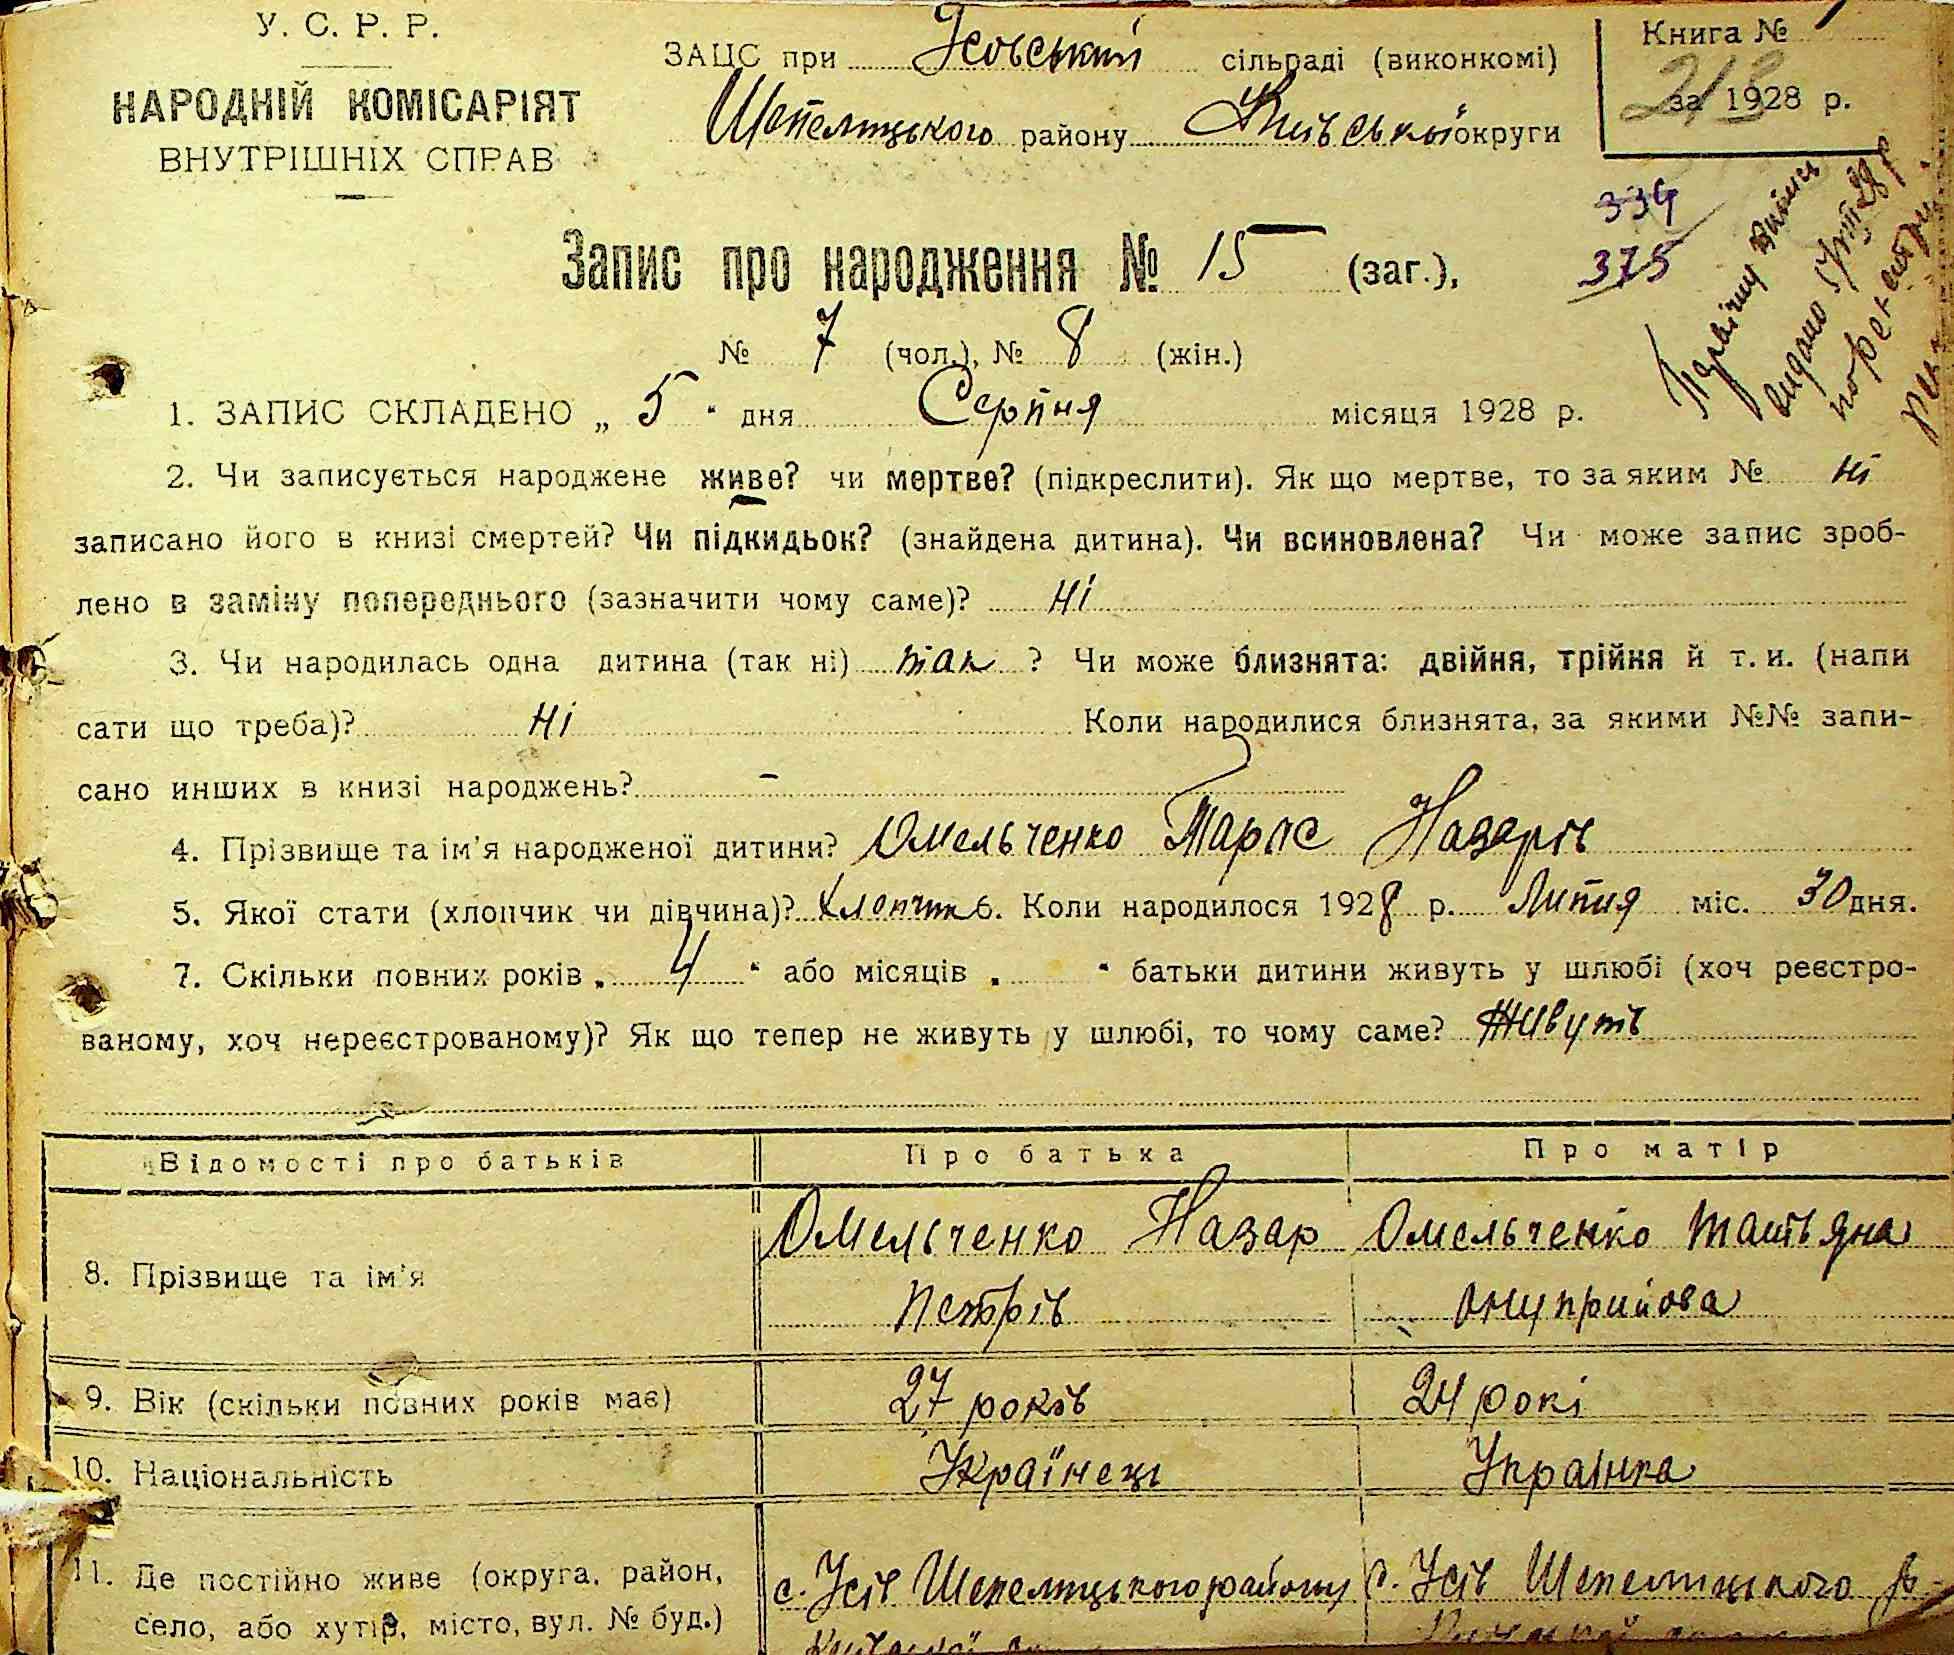 У. С. Р. Р.
НАРОДНІЙ КОМІСАРІЯТ
ВНУТРІШНІХ СПРАВ
ЗАЦС при Усовській сільраді (виконкомі)
Шепелицького району Київської округи
Книга № 1
за 1928 р.
334
375
Запис про народження № 15 (заг.),
№ 7 (чол.), № 8 (жін.)
видано
1. ЗАПИС СКЛАДЕНО „ 5 “ дня Серпня місяця 1928 р.
2. Чи записується народжене живе? чи мертве? (підкреслити). Як що мертве, то за яким № ні
записано його в книзі смертей? Чи підкидьок? (знайдена дитина). Чи всиновлена? Чи може запис зроб-
лено в заміну попереднього (зазначити чому саме)? ні
3. Чи народилась одна дитина (так ні) так ? Чи може близнята: двійня, трійня й т. и. (напи
сати що треба)? ні Коли народилися близнята, за якими №№ запи-
сано инших в книзі народжень? –
4. Прізвище та ім'я народженої дитини? Омельченко Тарас Назарів
5. Якої стати (хлопчик чи дівчина)? хлопчик 6. Коли народилося 1928 р. Липня міс. 30 дня.
7. Скільки повних років „ 4 “ або місяців „ “ батьки дитини живуть у шлюбі (хоч реєстро-
ваному, хоч нереєстрованому)? Як що тепер не живуть у шлюбі, то чому саме? Живуть
Відомості про батьків Про батька Про матір
8. Прізвище та ім'я Омельченко Назар Петрів Омельченко Татьяна Онуприйова
9. Вік (скільки повних років має) 27 років 24 рокі
10. Національність Українець Українка
11. Де постійно живе (округа, район, с. Усів Шепелицького району с. Усів Шепелицького р.
село, або хутір, місто, вул. № буд.)